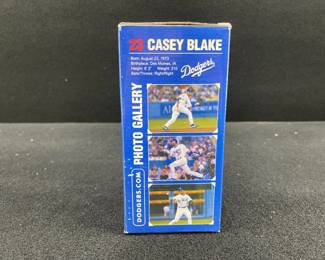 23 CASEY BLAKE
Born: August 23, 1973
Birthplace: Des Moines, IA
Height: 6' 2" Weight: 210
Bats/Throws: Right/Right
Dodgers
PHOTO GALLERY
DODGERS.COM